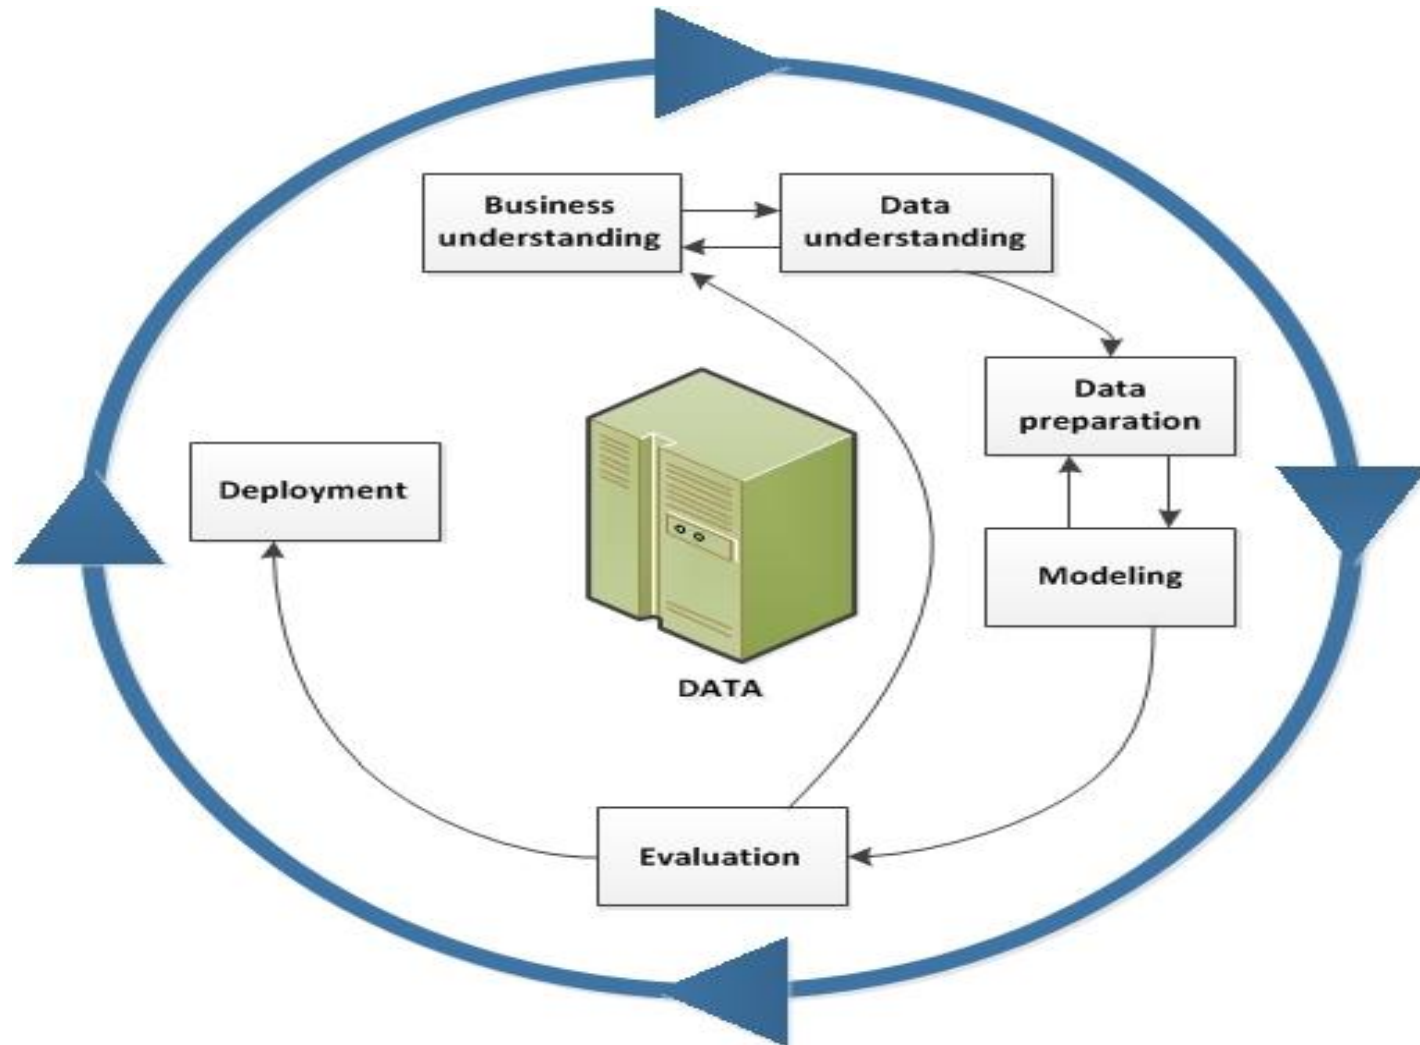 Business
understanding
Data
understanding
Data
preparation
Deployment
Modeling
DATA
Evaluation